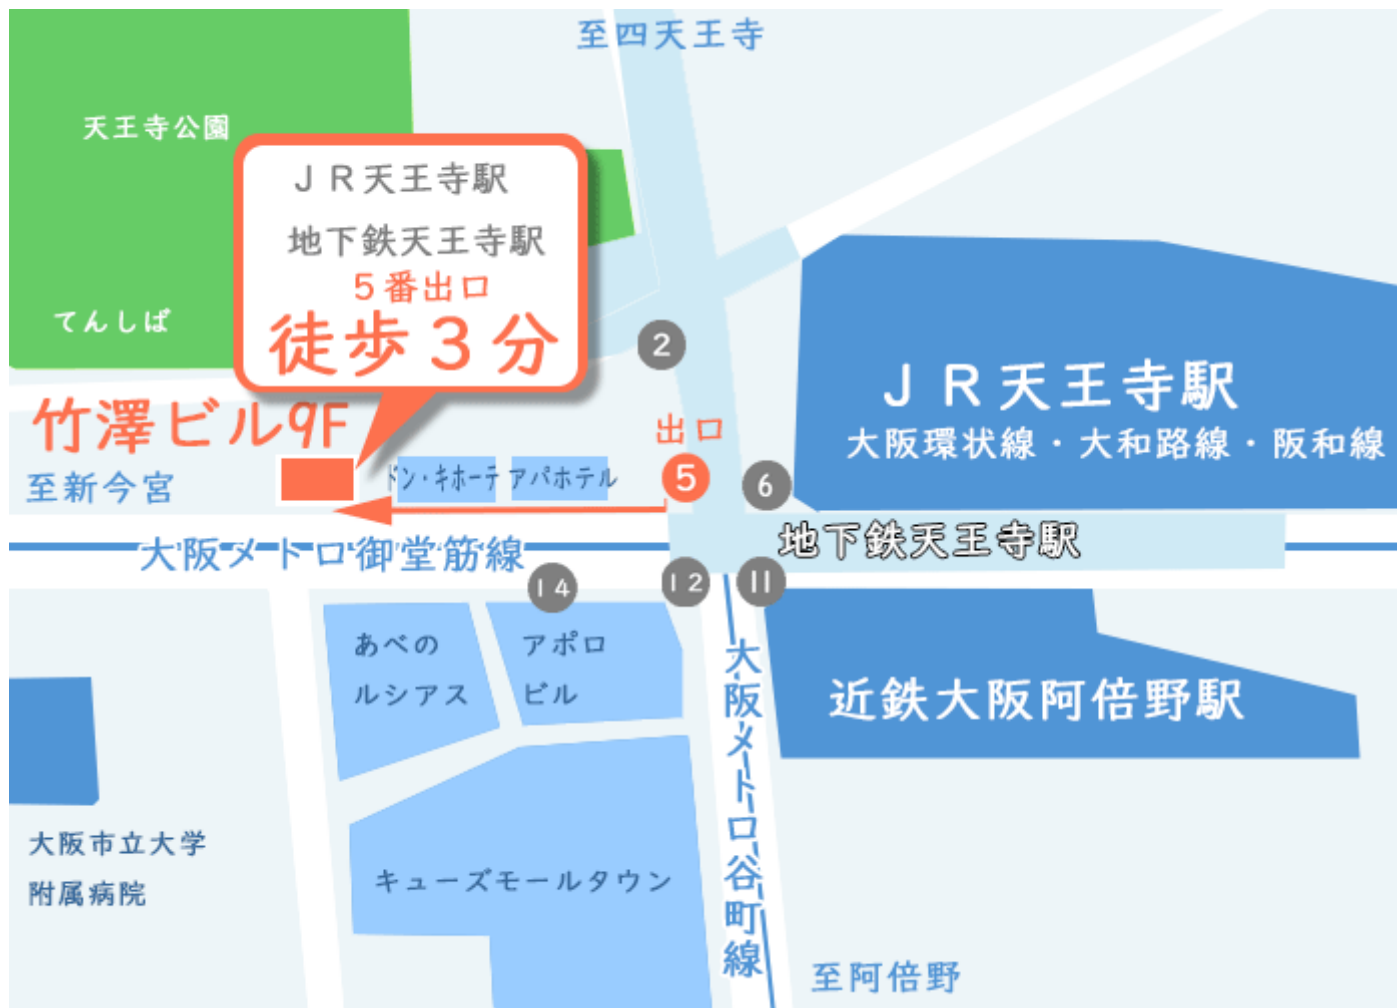 至四天王寺
天王寺公園
てんしば
ＪＲ天王寺駅
地下鉄天王寺駅
５番出口
徒歩３分
竹澤ビル9F
至新今宮
ドン・キホーテ
アパホテル
2
出口
5
6
ＪＲ天王寺駅
大阪環状線・大和路線・阪和線
地下鉄天王寺駅
大阪メトロ御堂筋線
14
12
11
あべの
ルシアス
アポロ
ビル
大阪メトロ谷町線
近鉄大阪阿倍野駅
大阪市立大学
附属病院
キューズモールタウン
至阿倍野